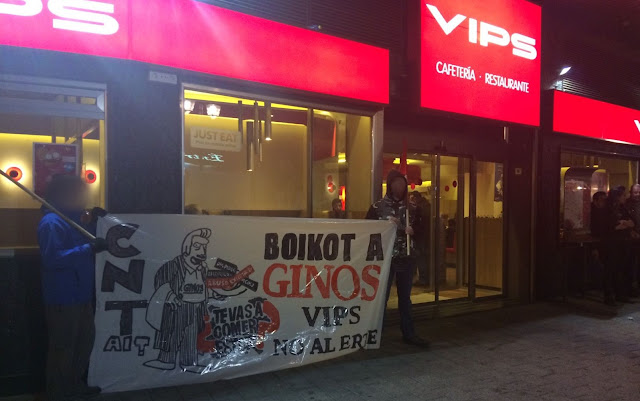 VIPS
VIPS
CAFETERÍA · RESTAURANTE
JUST EAT
CNT
AIT
TE VAS A
COMER
BOIKOT A
GINOS
VIPS
NO AL ERE